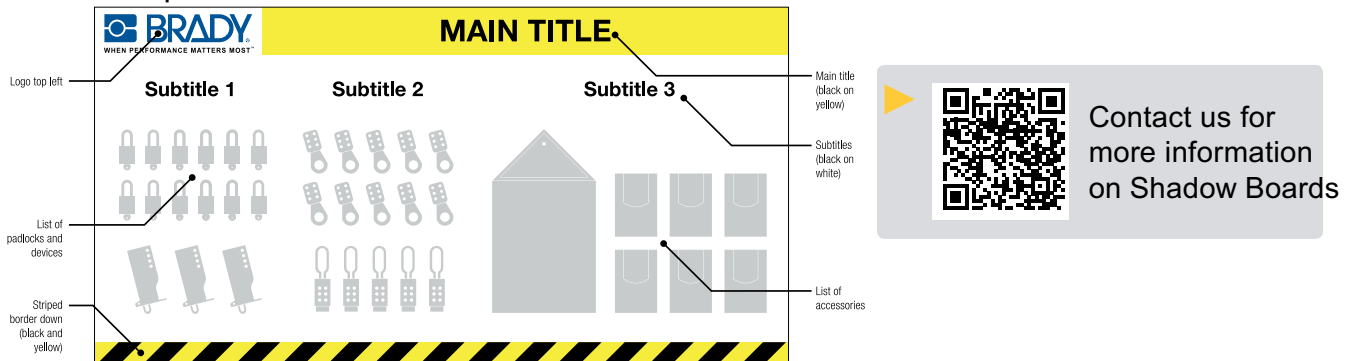 BRADY
WHEN PERFORMANCE MATTERS MOST™
MAIN TITLE
Logo top left
Subtitle 1
Subtitle 2
Subtitle 3
Main title
(black on
yellow)
Subtitles
(black on
white)
List of
padlocks and
devices
Striped
border down
(black and
yellow)
List of
accessories
Contact us for
more information
on Shadow Boards